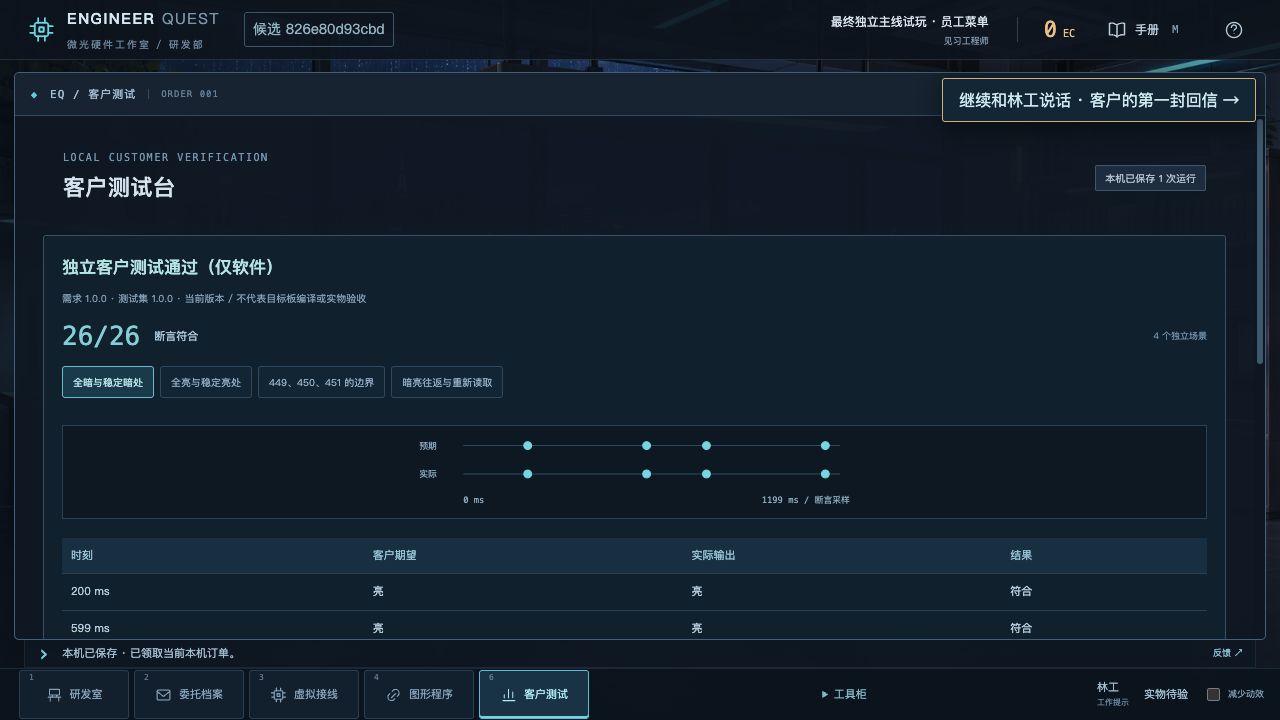 ENGINEER QUEST
微光硬件工作室 / 研发部
候选 826e80d93cbd
最终独立主线试玩 · 员工菜单
见习工程师
0 EC
手册 M
EQ / 客户测试
ORDER 001
继续和林工说话 · 客户的第一封回信 →
LOCAL CUSTOMER VERIFICATION
客户测试台
本机已保存 1 次运行
独立客户测试通过（仅软件）
需求 1.0.0 · 测试集 1.0.0 · 当前版本 / 不代表目标板编译或实物验收
26/26 断言符合
4 个独立场景
全暗与稳定暗处
全亮与稳定亮处
449、450、451 的边界
暗亮往返与重新读取
预期
实际
0 ms
1199 ms / 断言采样
时刻 客户期望 实际输出 结果
200 ms 亮 亮 符合
599 ms 亮 亮 符合
本机已保存 · 已领取当前本机订单。
反馈 ↗
1 研发室
2 委托档案
3 虚拟接线
4 图形程序
6 客户测试
工具柜
林工
工作提示
实物待验
减少动效